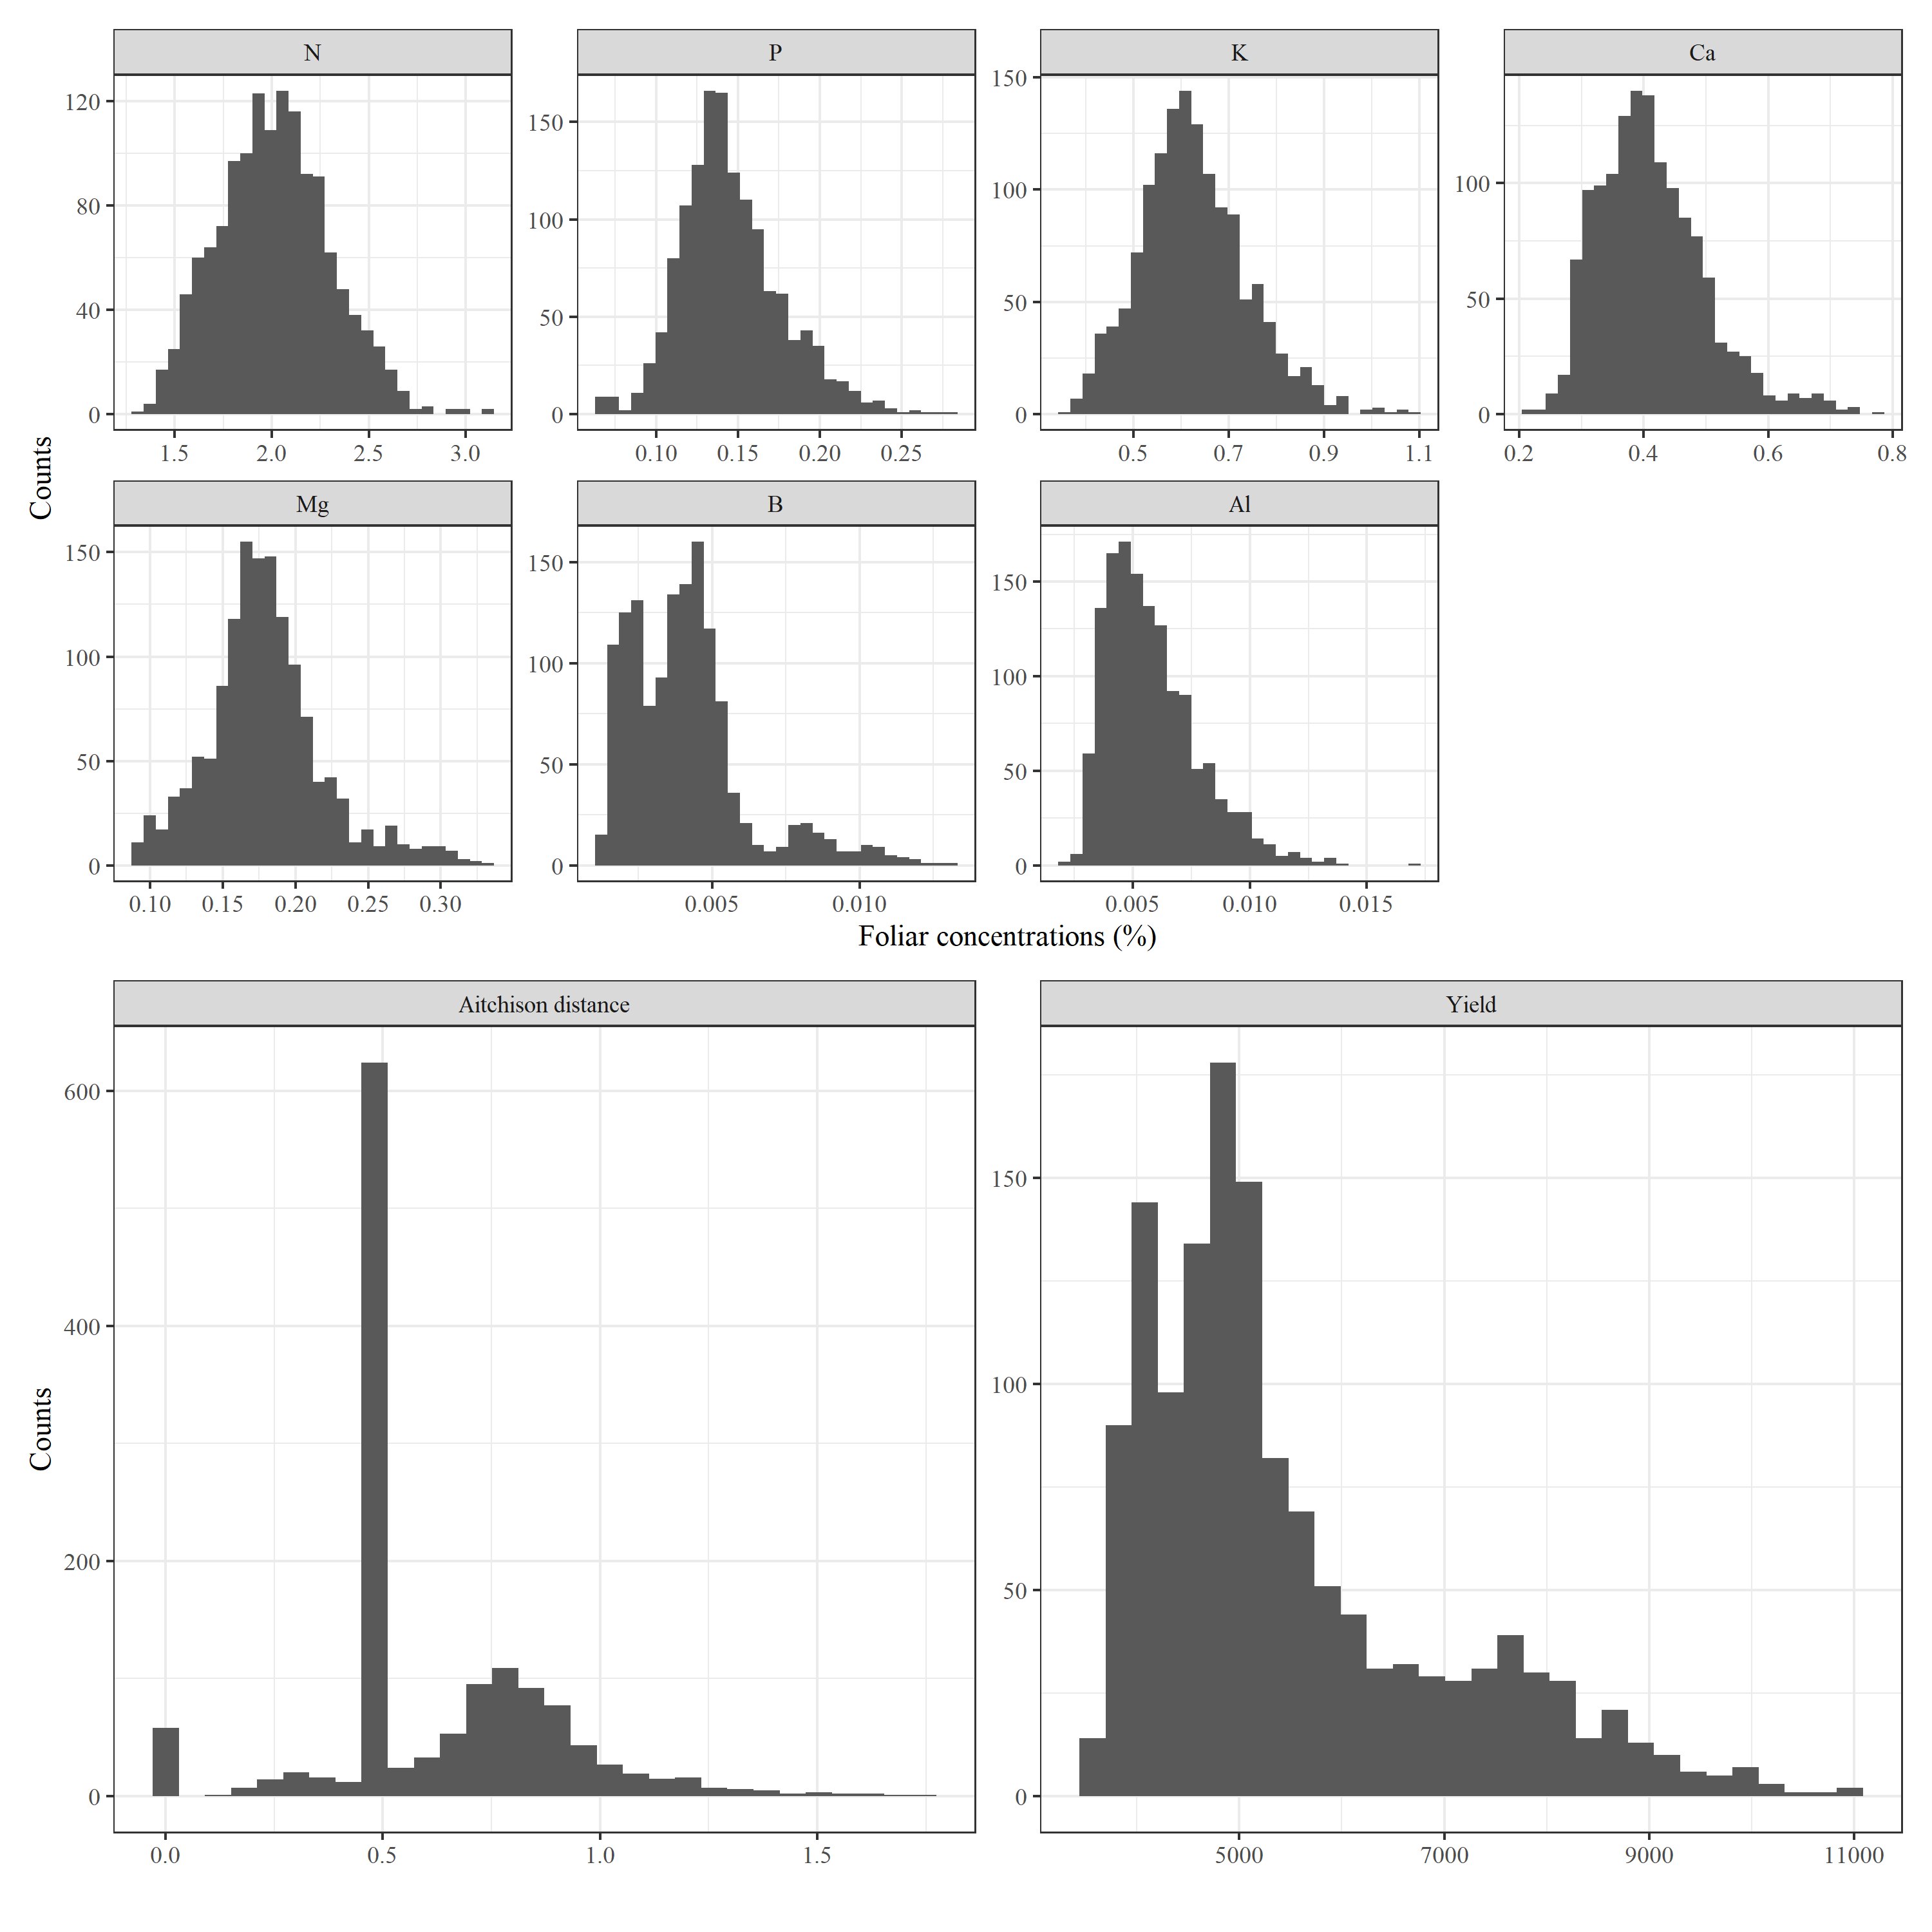 N P K Ca
120
80
40
0
150
100
50
0
150
100
50
0
100
50
0
1.5 2.0 2.5 3.0
0.10 0.15 0.20 0.25
0.5 0.7 0.9 1.1
0.2 0.4 0.6 0.8
Counts
Mg B Al
150
100
50
0
150
100
50
0
150
100
50
0
0.10 0.15 0.20 0.25 0.30
0.005 0.010
0.005 0.010 0.015
Foliar concentrations (%)
Aitchison distance Yield
Counts
600
400
200
0
150
100
50
0
0.0 0.5 1.0 1.5
5000 7000 9000 11000